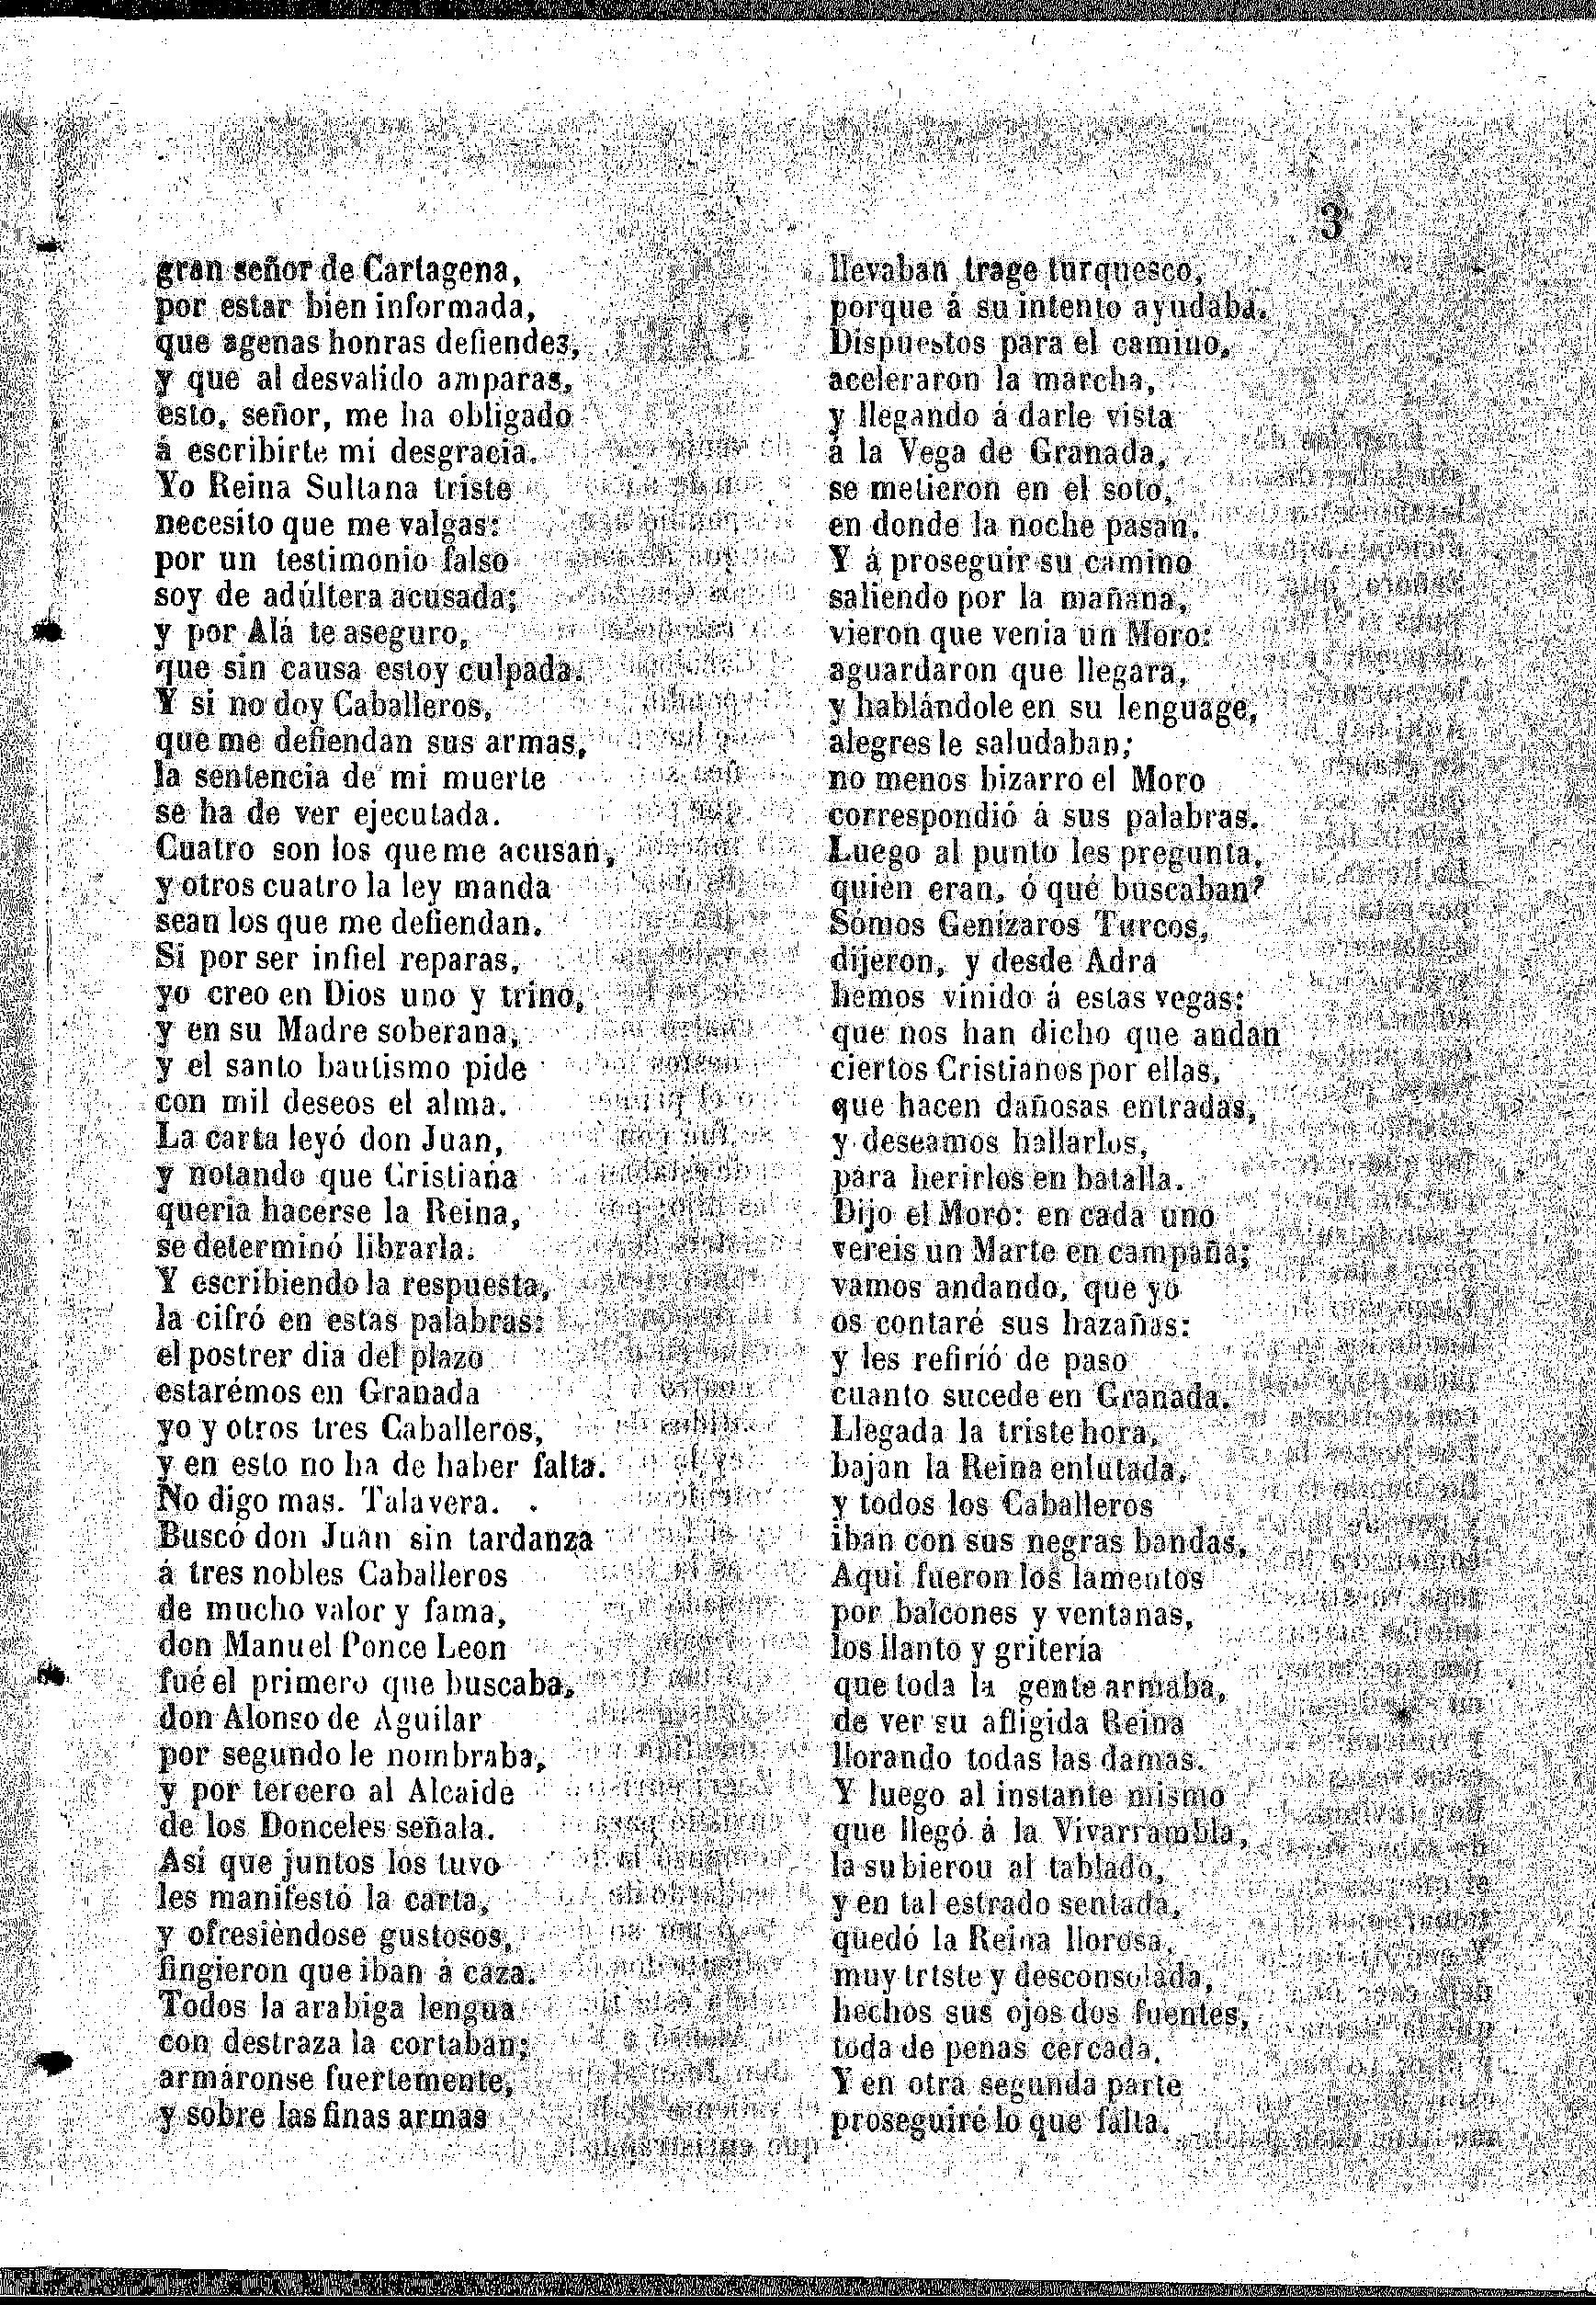 3
gran señor de Cartagena,
por estar bien informada,
que agenas honras defiendes,
y que al desvalido amparas,
esto, señor, me ha obligado
á escribirte mi desgracia.
Yo Reina Sultana triste
necesito que me valgas:
por un testimonio falso
soy de adúltera acusada;
y por Alá te aseguro,
que sin causa estoy culpada.
Y si no doy Caballeros,
que me defiendan sus armas,
la sentencia de mi muerte
se ha de ver ejecutada.
Cuatro son los que me acusan,
y otros cuatro la ley manda
sean los que me defiendan.
Si por ser infiel reparas,
yo creo en Dios uno y trino,
y en su Madre soberana,
y el santo bautismo pide
con mil deseos el alma.
La carta leyó don Juan,
y notando que Cristiana
queria hacerse la Reina,
se determinó librarla.
Y escribiendo la respuesta,
la cifró en estas palabras:
el postrer dia del plazo
estarémos en Granada
yo y otros tres Caballeros,
y en esto no ha de haber falta.
No digo mas. Talavera.
Buscó don Juan sin tardanza
á tres nobles Caballeros
de mucho valor y fama,
don Manuel Ponce Leon
fué el primero que buscaba,
don Alonso de Aguilar
por segundo le nombraba,
y por tercero al Alcaide
de los Donceles señala.
Asi que juntos los tuvo
les manifestó la carta,
y ofresièndose gustosos,
fingieron que iban á caza.
Todos la arabiga lengua
con destraza la cortaban;
armáronse fuertemente,
y sobre las finas armas
llevaban trage turquesco,
porque á su intento ayudaba.
Dispuestos para el camino,
aceleraron la marcha,
y llegando á darle vista
á la Vega de Granada,
se metieron en el soto,
en donde la noche pasan.
Y á proseguir su camino
saliendo por la mañana,
vieron que venia un Moro:
aguardaron que llegara,
y hablándole en su lenguage,
alegres le saludaban;
no menos bizarro el Moro
correspondió á sus palabras.
Luego al punto les pregunta,
quién eran, ó qué buscaban?
Sómos Genízaros Turcos,
dijeron, y desde Adra
hemos vinido á estas vegas:
que nos han dicho que andan
ciertos Cristianos por ellas,
que hacen dañosas entradas,
y deseamos hallarlos,
para herirlos en batalla.
Dijo el Moro: en cada uno
vereis un Marte en campaña;
vamos andando, que yo
os contaré sus hazañas:
y les refirió de paso
cuanto sucede en Granada.
Llegada la triste hora,
bajan la Reina enlutada,
y todos los Caballeros
iban con sus negras bandas,
Aqui fueron los lamentos
por balcones y ventanas,
los llanto y gritería
que toda la gente armaba,
de ver su afligida Reina
llorando todas las damas.
Y luego al instante mismo
que llegó á la Vivarrambla,
la subierou al tablado,
y en tal estrado sentada,
quedó la Reina llorosa,
muy triste y desconsolada,
hechos sus ojos dos fuentes,
toda de penas cercada.
Y en otra segunda parte
proseguiré lo que falta.